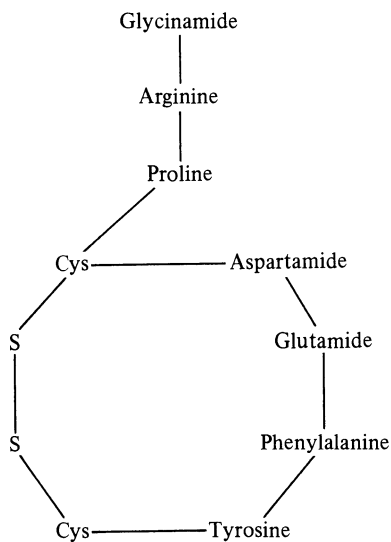 Glycinamide
Arginine
Proline
Cys Aspartamide
S Glutamide
S Phenylalanine
Cys Tyrosine